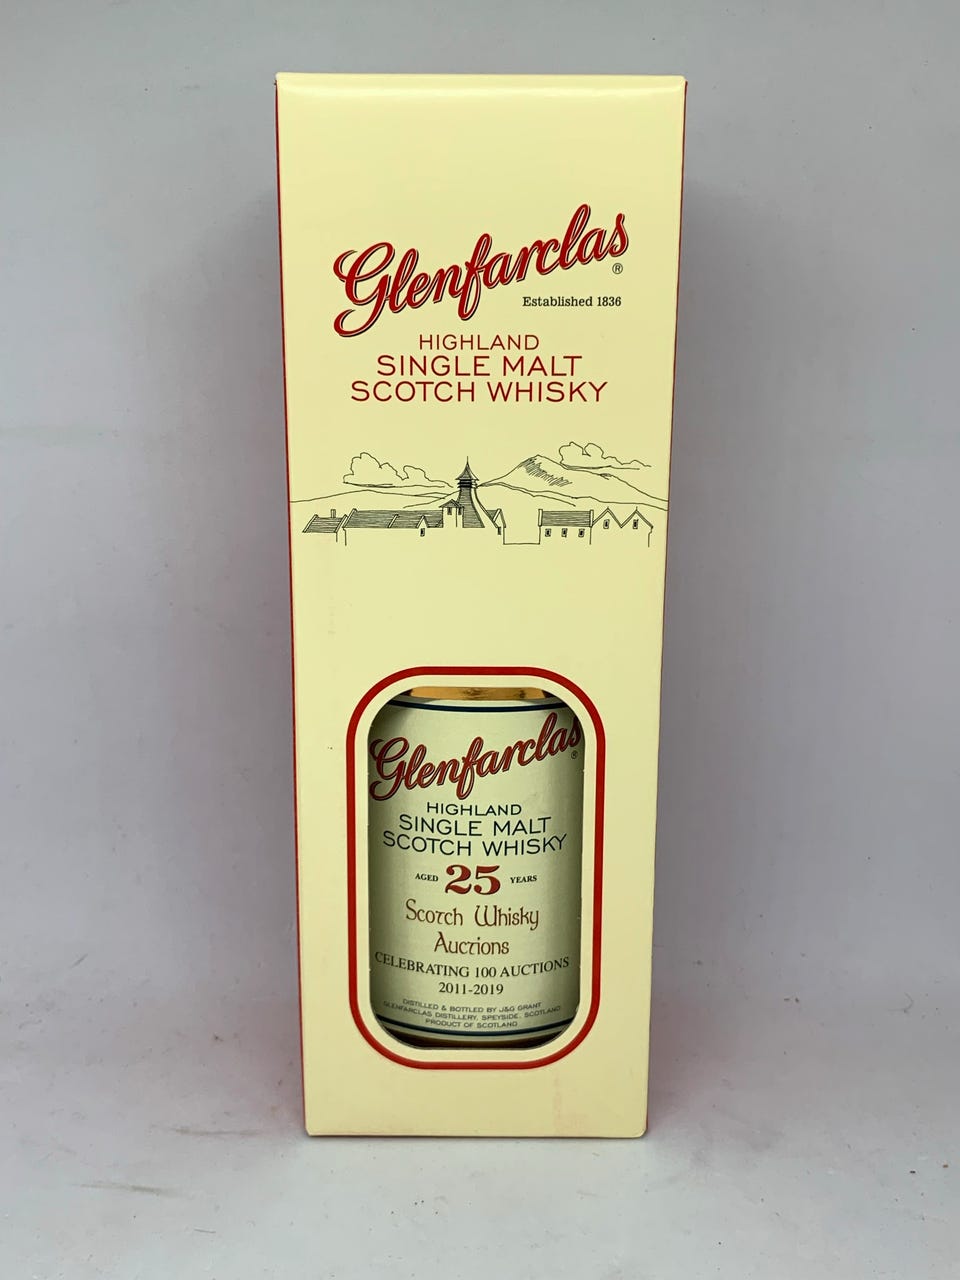 Glenfarclas
®
Established 1836
HIGHLAND
SINGLE MALT
SCOTCH WHISKY
Glenfarclas
®
HIGHLAND
SINGLE MALT
SCOTCH WHISKY
AGED 25 YEARS
Scotch Whisky
Auctions
CELEBRATING 100 AUCTIONS
2011-2019
DISTILLED & BOTTLED BY J&G GRANT
GLENFARCLAS DISTILLERY, SPEYSIDE, SCOTLAND
PRODUCT OF SCOTLAND